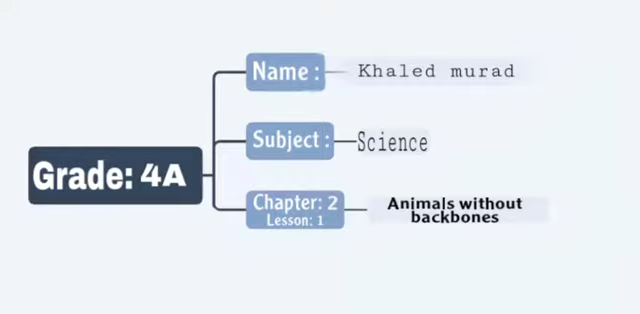 Grade: 4A
Name : Khaled murad
Subject : Science
Chapter: 2
Lesson: 1
Animals without
backbones